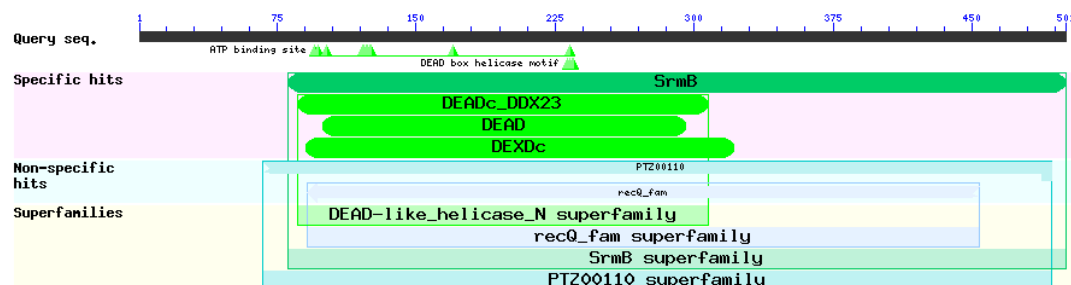 1 75 150 225 300 375 450 50
Query seq.
ATP binding site
DEAD box helicase motif
Specific hits
SrmB
DEADc_DDX23
DEAD
DEXDc
Non-specific
hits
PTZ00110
recQ_fam
Superfamilies
DEAD-like_helicase_N superfamily
recQ_fam superfamily
SrmB superfamily
PTZ00110 superfamily